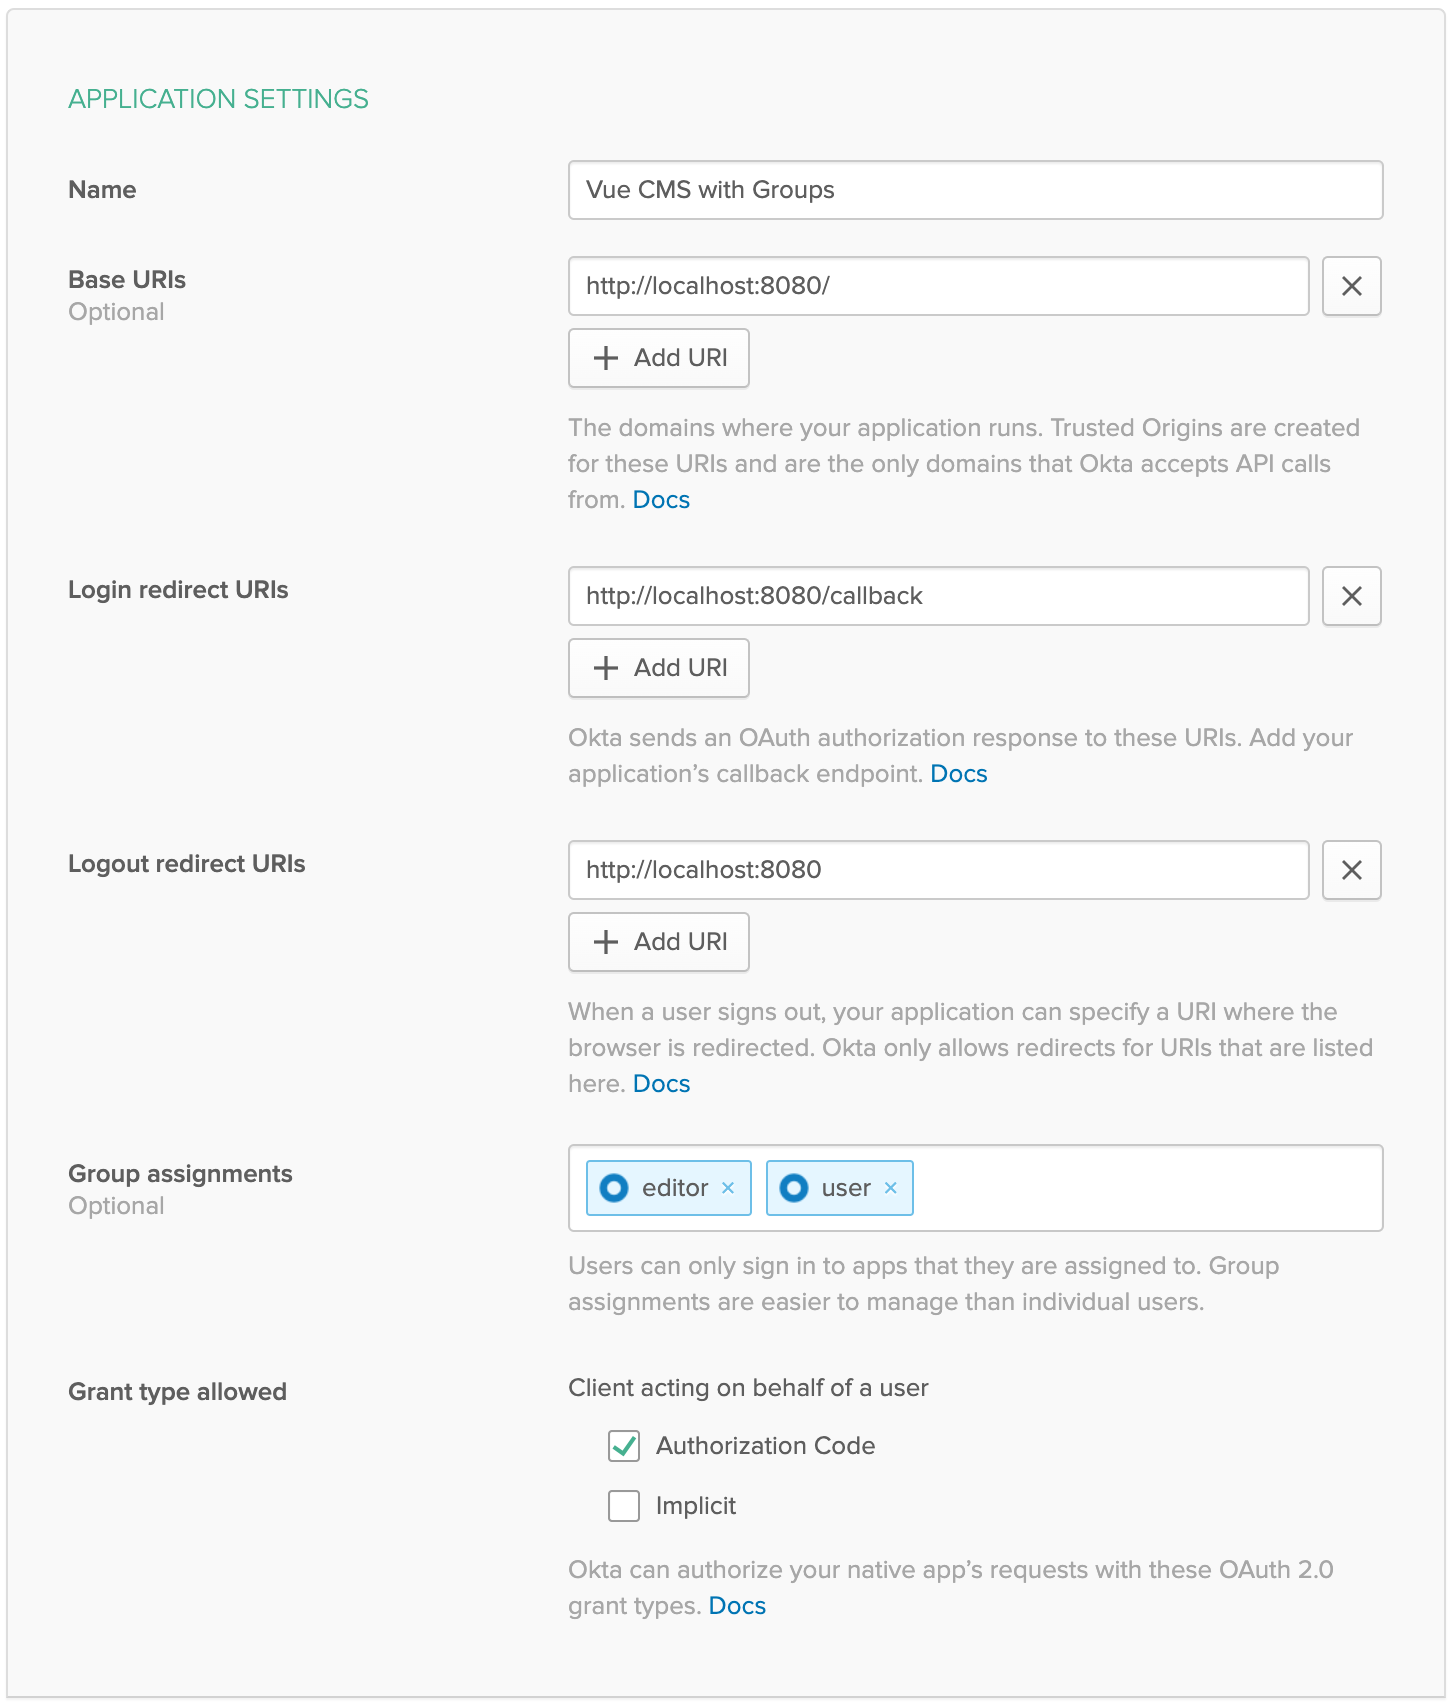 APPLICATION SETTINGS
Name
Vue CMS with Groups
Base URIs
Optional
http://localhost:8080/
Add URI
The domains where your application runs. Trusted Origins are created
for these URIs and are the only domains that Okta accepts API calls
from. Docs
Login redirect URIs
http://localhost:8080/callback
Add URI
Okta sends an OAuth authorization response to these URIs. Add your
application’s callback endpoint. Docs
Logout redirect URIs
http://localhost:8080
Add URI
When a user signs out, your application can specify a URI where the
browser is redirected. Okta only allows redirects for URIs that are listed
here. Docs
Group assignments
Optional
editor × user ×
Users can only sign in to apps that they are assigned to. Group
assignments are easier to manage than individual users.
Grant type allowed
Client acting on behalf of a user
Authorization Code
Implicit
Okta can authorize your native app’s requests with these OAuth 2.0
grant types. Docs